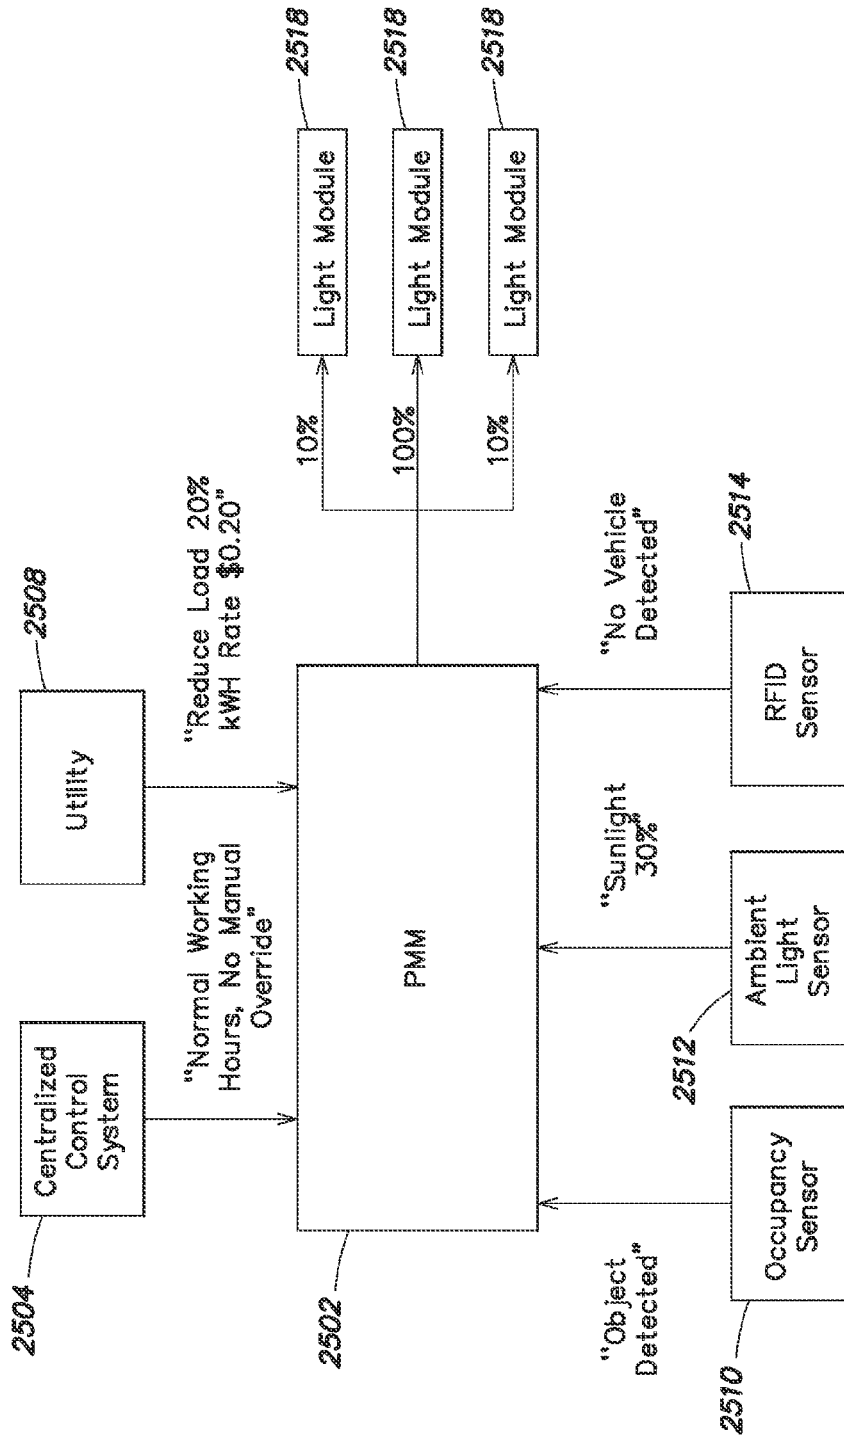 2504
Centralized
Control
System
2508
Utility
"Normal Working
Hours, No Manual
Override"
"Reduce Load 20%
kWH Rate $0.20"
2502
PMM
10%
Light Module
2518
100%
Light Module
2518
10%
Light Module
2518
"Object
Detected"
"Sunlight
30%"
"No Vehicle
Detected"
2510
Occupancy
Sensor
2512
Ambient
Light
Sensor
2514
RFID
Sensor